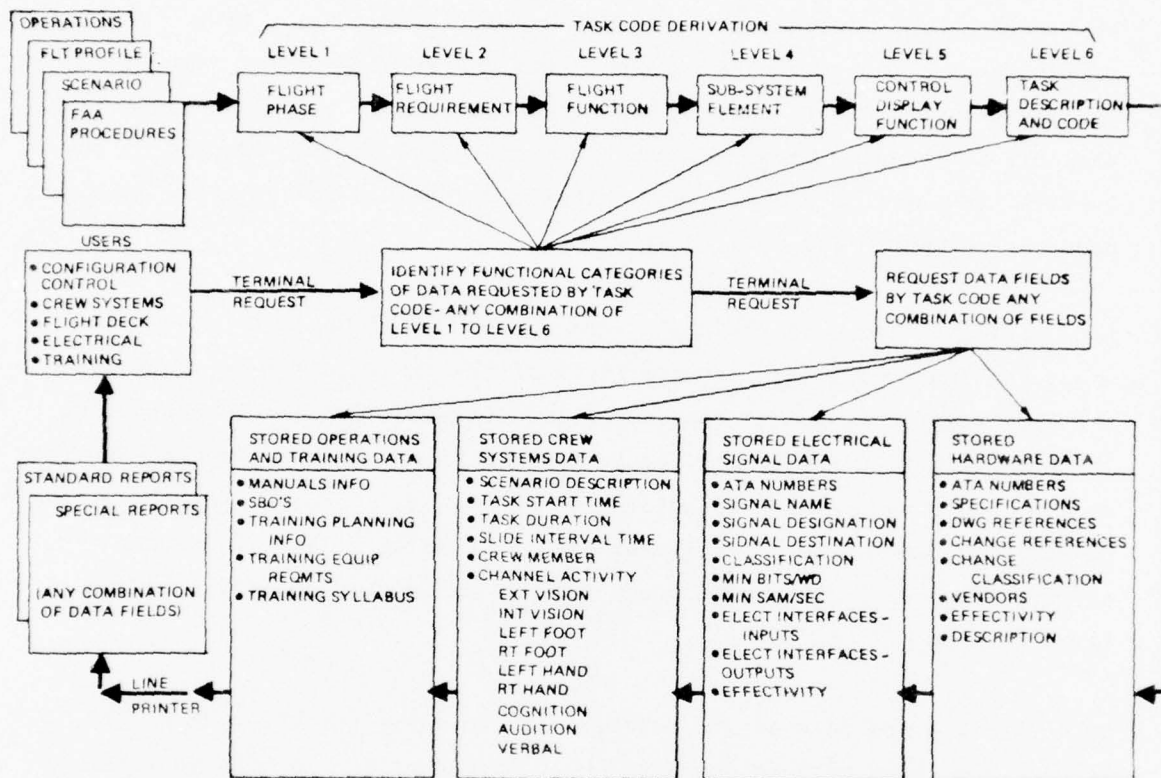 TASK CODE DERIVATION
OPERATIONS
FLT PROFILE
SCENARIO
FAA
PROCEDURES
LEVEL 1
LEVEL 2
LEVEL 3
LEVEL 4
LEVEL 5
LEVEL 6
FLIGHT
PHASE
FLIGHT
REQUIREMENT
FLIGHT
FUNCTION
SUB-SYSTEM
ELEMENT
CONTROL
DISPLAY
FUNCTION
TASK
DESCRIPTION
AND CODE
USERS
• CONFIGURATION
CONTROL
• CREW SYSTEMS
• FLIGHT DECK
• ELECTRICAL
• TRAINING
TERMINAL
REQUEST
IDENTIFY FUNCTIONAL CATEGORIES
OF DATA REQUESTED BY TASK
CODE- ANY COMBINATION OF
LEVEL 1 TO LEVEL 6
TERMINAL
REQUEST
REQUEST DATA FIELDS
BY TASK CODE ANY
COMBINATION OF FIELDS
STANDARD REPORTS
SPECIAL REPORTS
(ANY COMBINATION
OF DATA FIELDS)
LINE
PRINTER
STORED OPERATIONS
AND TRAINING DATA
• MANUALS INFO
• SBO'S
• TRAINING PLANNING
INFO
• TRAINING EQUIP
REQMTS
• TRAINING SYLLABUS
STORED CREW
SYSTEMS DATA
• SCENARIO DESCRIPTION
• TASK START TIME
• TASK DURATION
• SLIDE INTERVAL TIME
• CREW MEMBER
• CHANNEL ACTIVITY
EXT VISION
INT VISION
LEFT FOOT
RT FOOT
LEFT HAND
RT HAND
COGNITION
AUDITION
VERBAL
STORED ELECTRICAL
SIGNAL DATA
• ATA NUMBERS
• SIGNAL NAME
• SIGNAL DESIGNATION
• SIDNAL DESTINATION
• CLASSIFICATION
• MIN BITS/WD
• MIN SAM/SEC
• ELECT INTERFACES -
INPUTS
• ELECT INTERFACES -
OUTPUTS
• EFFECTIVITY
STORED
HARDWARE DATA
• ATA NUMBERS
• SPECIFICATIONS
• DWG REFERENCES
• CHANGE REFERENCES
• CHANGE
CLASSIFICATION
• VENDORS
• EFFECTIVITY
• DESCRIPTION